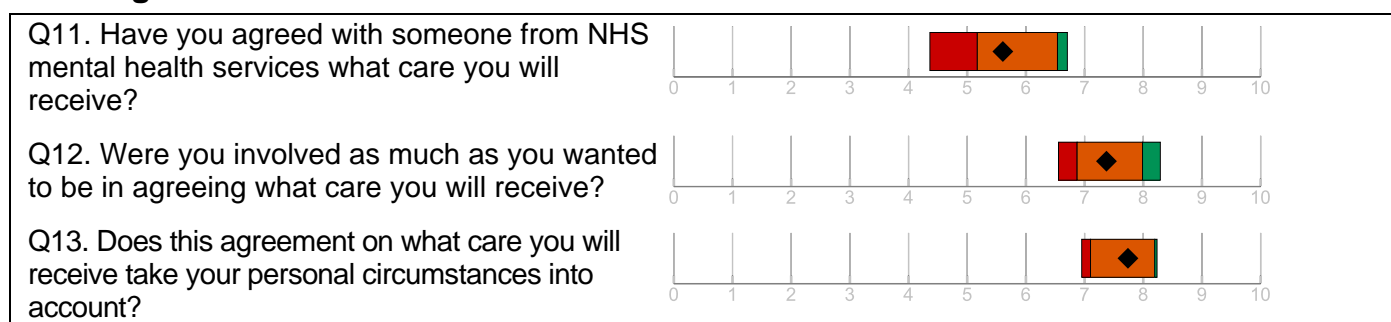 Q11. Have you agreed with someone from NHS
mental health services what care you will
receive?
0 1 2 3 4 5 6 7 8 9 10
Q12. Were you involved as much as you wanted
to be in agreeing what care you will receive?
0 1 2 3 4 5 6 7 8 9 10
Q13. Does this agreement on what care you will
receive take your personal circumstances into
account?
0 1 2 3 4 5 6 7 8 9 10